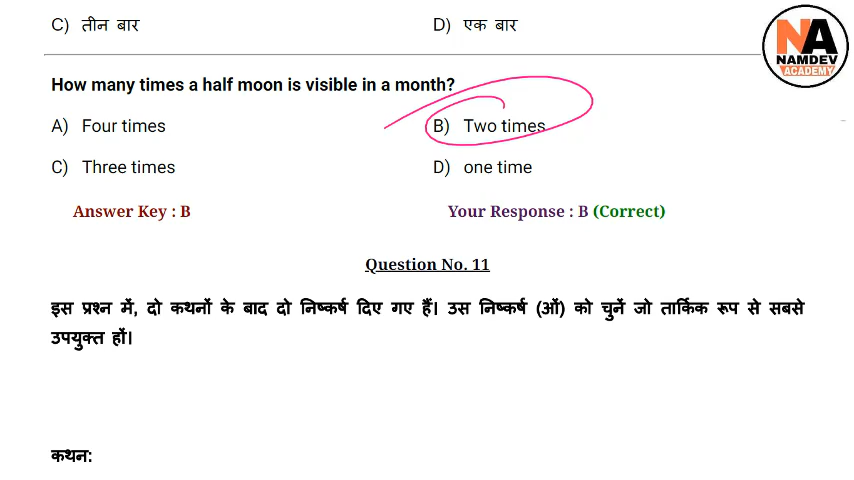 C) तीन बार D) एक बार
NA
NAMDEV
ACADEMY
How many times a half moon is visible in a month?
A) Four times B) Two times
C) Three times D) one time
Answer Key : B Your Response : B (Correct)
Question No. 11
इस प्रश्न में, दो कथनों के बाद दो निष्कर्ष दिए गए हैं। उस निष्कर्ष (ओं) को चुनें जो तार्किक रूप से सबसे
उपयुक्त हों।
कथन: